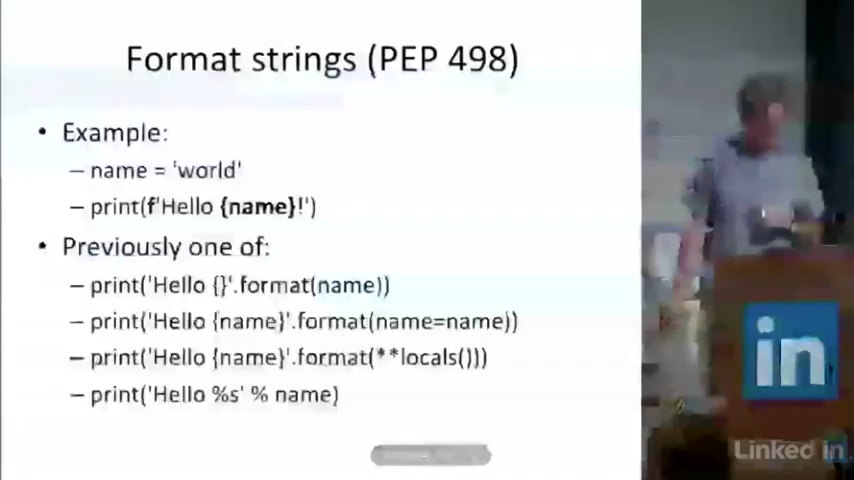 Format strings (PEP 498)
• Example:
– name = 'world'
– print(f'Hello {name}!')
• Previously one of:
– print('Hello {}'.format(name))
– print('Hello {name}'.format(name=name))
– print('Hello {name}'.format(**locals()))
– print('Hello %s' % name)
in
Linked in